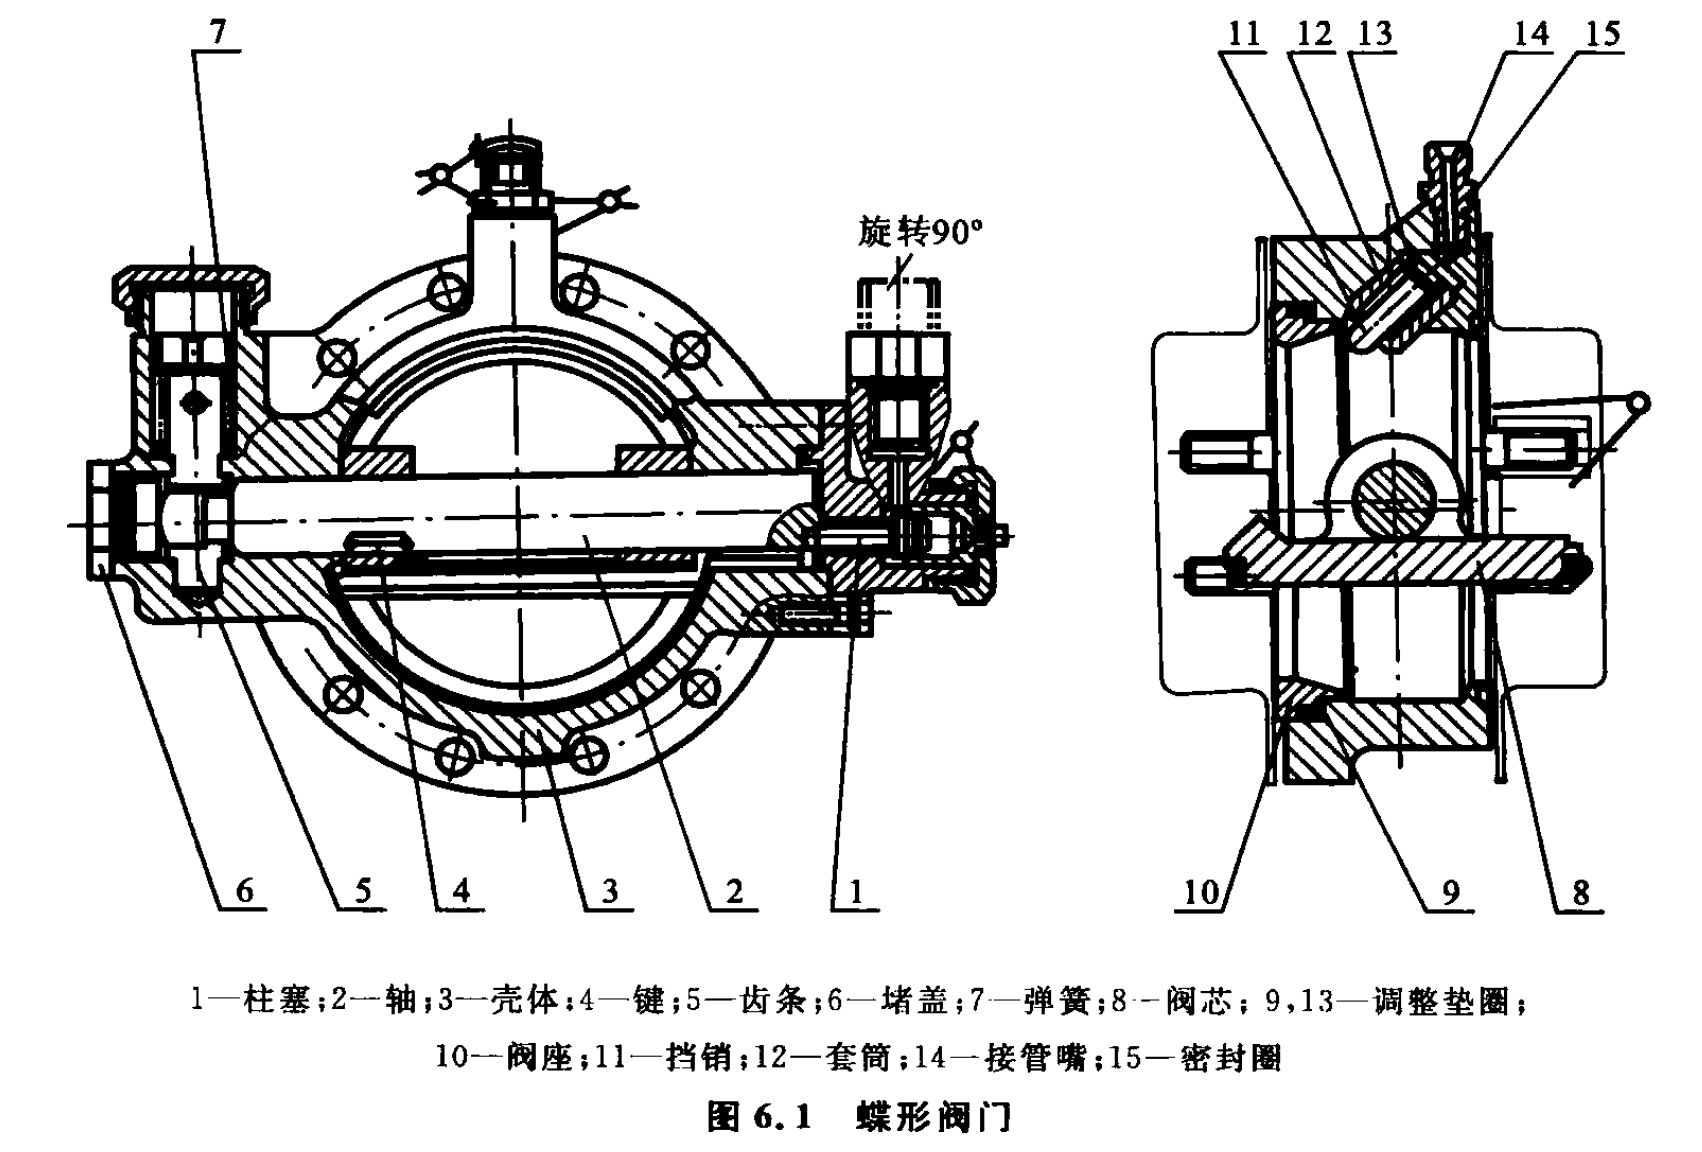 7
11 12 13 14 15
旋转90°
6 5 4 3 2 1 10 9 8
1—柱塞;2—轴;3—壳体;4—键;5—齿条;6—堵盖;7—弹簧;8—阀芯;9,13—调整垫圈;
10—阀座;11—挡销;12—套筒;14—接管嘴;15—密封圈
图 6.1 蝶形阀门